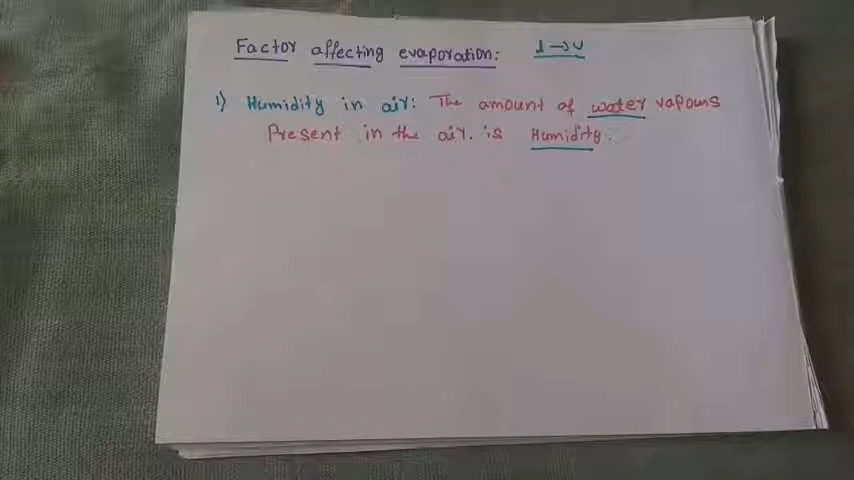 Factor affecting evaporation: l → v
1) Humidity in air: The amount of water vapours
Present in the air. is Humidity.